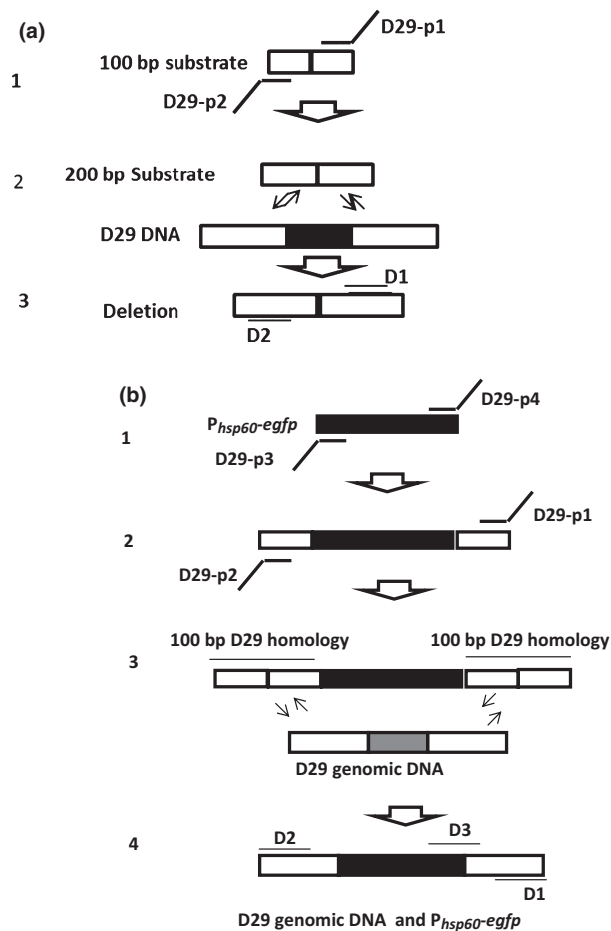 (a)
D29-p1
100 bp substrate
1
D29-p2
2
200 bp Substrate
D29 DNA
D1
3
Deletion
D2
(b)
D29-p4
Phsp60-egfp
1
D29-p3
D29-p1
2
D29-p2
100 bp D29 homology
100 bp D29 homology
3
D29 genomic DNA
D3
4
D2
D1
D29 genomic DNA and Phsp60-egfp